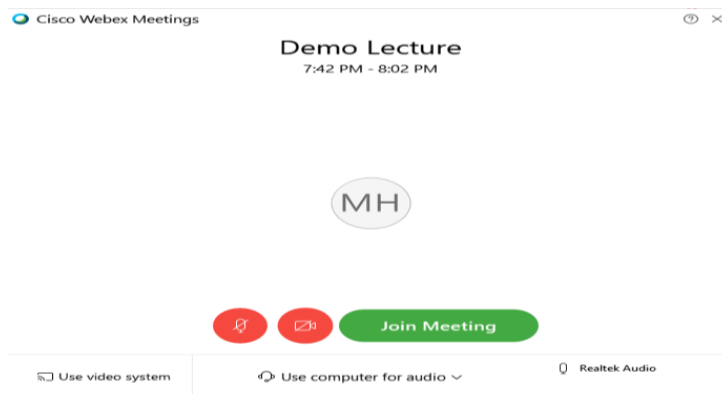 Cisco Webex Meetings
Demo Lecture
7:42 PM - 8:02 PM
MH
Join Meeting
Use video system
Use computer for audio
Realtek Audio